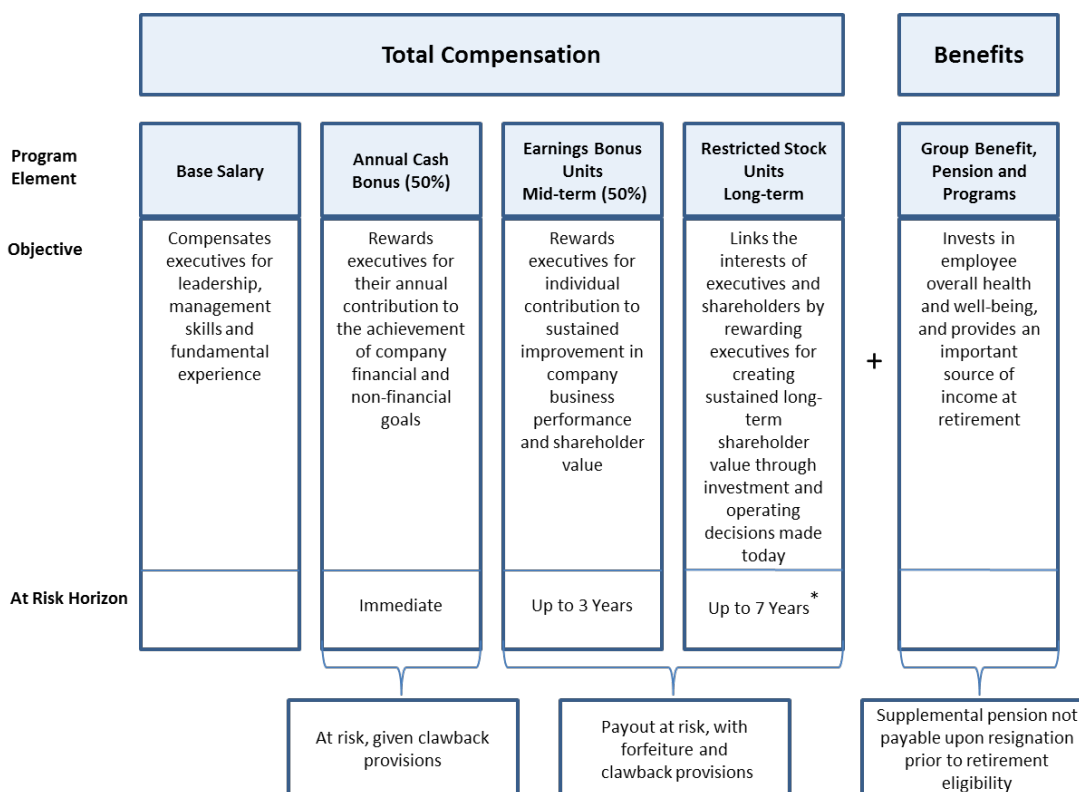 Total Compensation
Benefits
Program
Element
Base Salary
Annual Cash
Bonus (50%)
Earnings Bonus
Units
Mid-term (50%)
Restricted Stock
Units
Long-term
Group Benefit,
Pension and
Programs
Objective
Compensates
executives for
leadership,
management
skills and
fundamental
experience
Rewards
executives for
their annual
contribution to
the achievement
of company
financial and
non-financial
goals
Rewards
executives for
individual
contribution to
sustained
improvement in
company
business
performance
and shareholder
value
Links the
interests of
executives and
shareholders by
rewarding
executives for
creating
sustained long-
term
shareholder
value through
investment and
operating
decisions made
today
+
Invests in
employee
overall health
and well-being,
and provides an
important
source of
income at
retirement
At Risk Horizon
Immediate
Up to 3 Years
Up to 7 Years*
At risk, given clawback
provisions
Payout at risk, with
forfeiture and
clawback provisions
Supplemental pension not
payable upon resignation
prior to retirement
eligibility